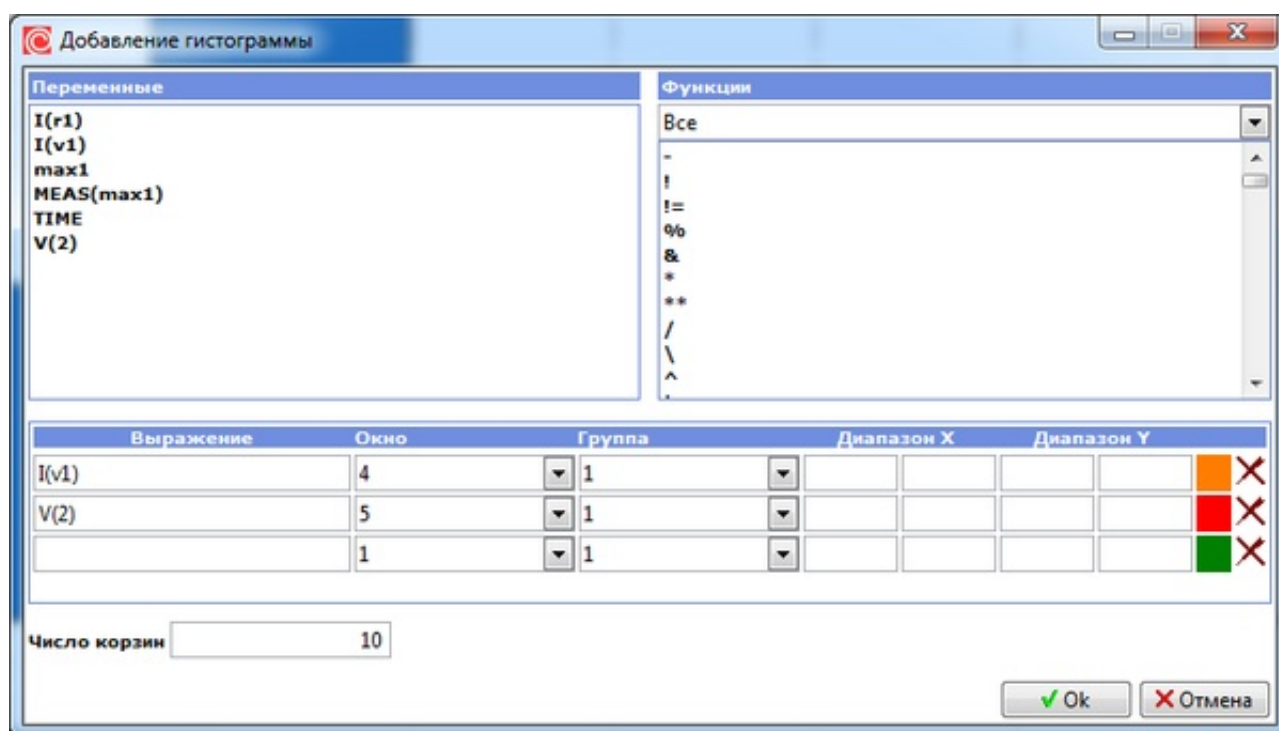 Добавление гистограммы
Переменные
Функции
I(r1)
I(v1)
max1
MEAS(max1)
TIME
V(2)
Все
-
!
!=
%
&
*
**
/
\
^
Выражение Окно Группа Диапазон X Диапазон Y
I(v1) 4 1
V(2) 5 1
1 1
Число корзин 10
Ok Отмена